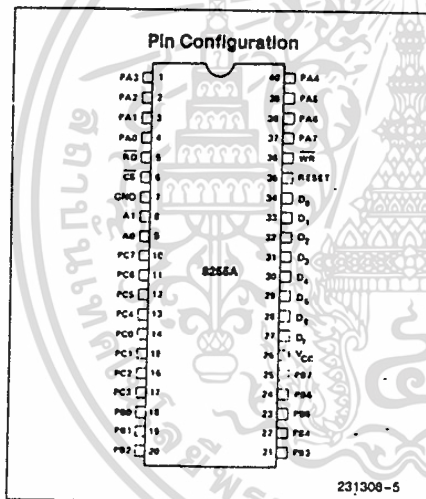 Pin Configuration
PA3 1 40 PA4
PA2 2 39 PA5
PA1 3 38 PA6
PA0 4 37 PA7
R̅D̅ 5 36 W̅R̅
C̅S̅ 6 35 RESET
GND 7 34 D₀
A1 8 33 D₁
A0 9 32 D₂
PC7 10 31 D₃
PC6 11 8255A 30 D₄
PC5 12 29 D₅
PC4 13 28 D₆
PC0 14 27 D₇
PC1 15 26 VCC
PC2 16 25 PB7
PC3 17 24 PB6
PB0 18 23 PB5
PB1 19 22 PB4
PB2 20 21 PB3
231308-5